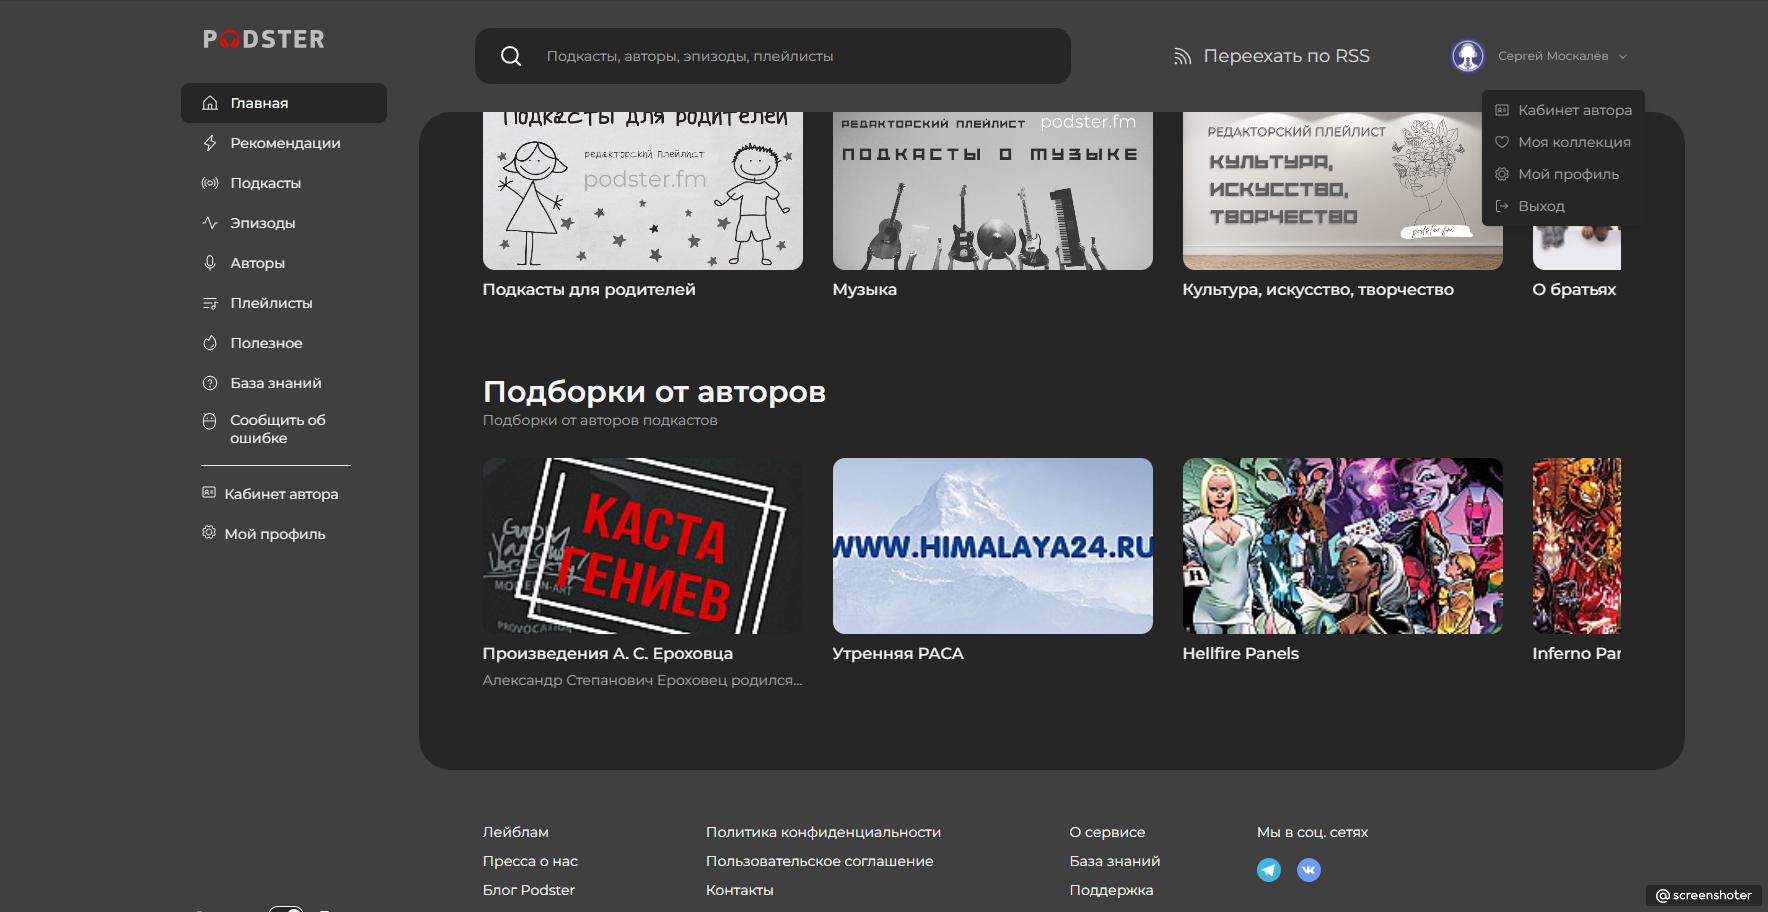 PODSTER
Подкасты, авторы, эпизоды, плейлисты
Переехать по RSS
Сергей Москалёв
Кабинет автора
Моя коллекция
Мой профиль
Выход
Главная
Рекомендации
Подкасты
Эпизоды
Авторы
Плейлисты
Полезное
База знаний
Сообщить об
ошибке
Кабинет автора
Мой профиль
ПОДКАСТЫ ДЛЯ РОДИТЕЛЕЙ
РЕДАКТОРСКИЙ ПЛЕЙЛИСТ
podster.fm
Подкасты для родителей
РЕДАКТОРСКИЙ ПЛЕЙЛИСТ podster.fm
ПОДКАСТЫ О МУЗЫКЕ
Музыка
РЕДАКТОРСКИЙ ПЛЕЙЛИСТ
КУЛЬТУРА,
ИСКУССТВО,
ТВОРЧЕСТВО
podster.fm
Культура, искусство, творчество
О братьях
Подборки от авторов
Подборки от авторов подкастов
КАСТА
ГЕНИЕВ
MODERN-ART
Произведения А. С. Ероховца
Александр Степанович Ероховец родился...
WWW.HIMALAYA24.RU
Утренняя РАСА
H
Hellfire Panels
Inferno Par
Лейблам
Пресса о нас
Блог Podster
Политика конфиденциальности
Пользовательское соглашение
Контакты
О сервисе
База знаний
Поддержка
Мы в соц. сетях
@screenshoter